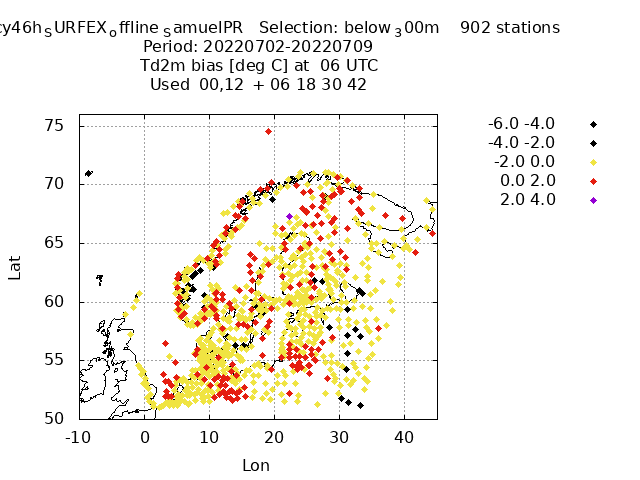 cy46h_SURFEX_offline_SamuelPR Selection: below_300m 902 stations
Period: 20220702-20220709
Td2m bias [deg C] at 06 UTC
Used 00,12 + 06 18 30 42
-6.0 -4.0
-4.0 -2.0
-2.0 0.0
0.0 2.0
2.0 4.0
75
70
65
60
55
50
Lat
-10 0 10 20 30 40
Lon